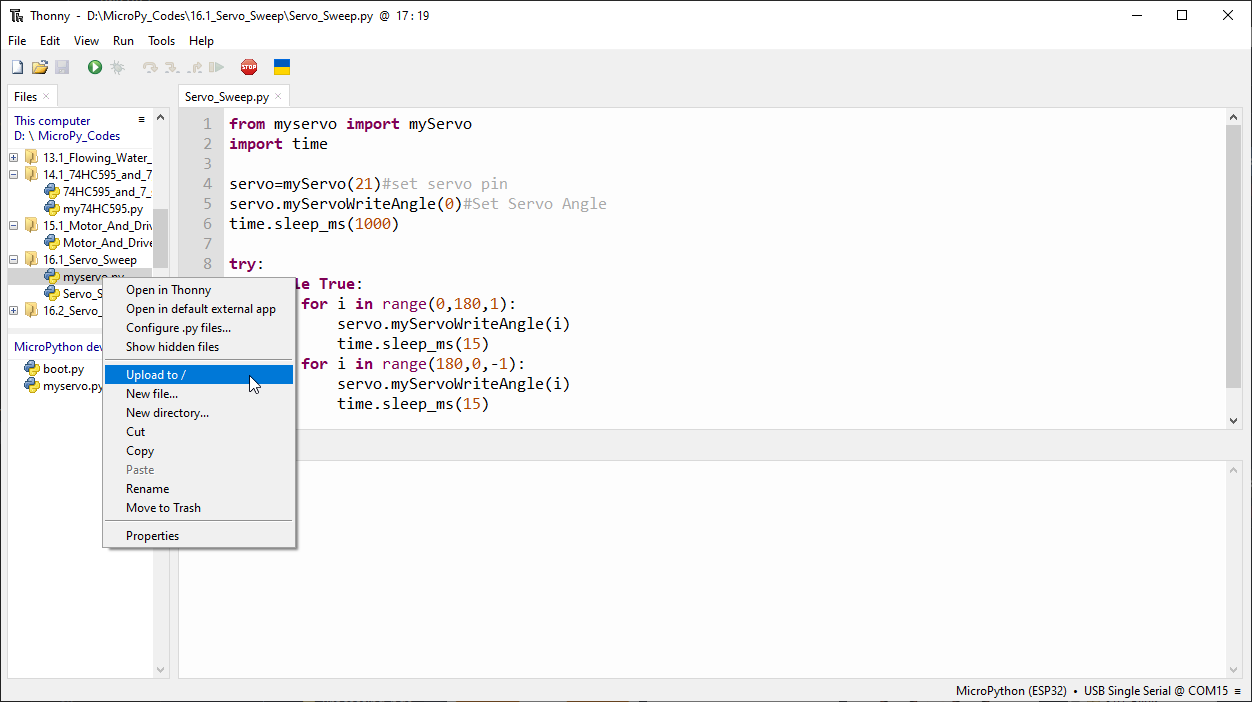 Thonny - D:\MicroPy_Codes\16.1_Servo_Sweep\Servo_Sweep.py @ 17 : 19
File Edit View Run Tools Help
STOP
Files
This computer
D: \ MicroPy_Codes
13.1_Flowing_Water_
14.1_74HC595_and_7_
74HC595_and_7_
my74HC595.py
15.1_Motor_And_Drive
Motor_And_Drive
16.1_Servo_Sweep
myservo.py
Servo_S
16.2_Servo_
MicroPython dev
boot.py
myservo.py
Open in Thonny
Open in default external app
Configure .py files...
Show hidden files
Upload to /
New file...
New directory...
Cut
Copy
Paste
Rename
Move to Trash
Properties
Servo_Sweep.py
1 from myservo import myServo
2 import time
3
4 servo=myServo(21)#set servo pin
5 servo.myServoWriteAngle(0)#Set Servo Angle
6 time.sleep_ms(1000)
7
8 try:
le True:
for i in range(0,180,1):
servo.myServoWriteAngle(i)
time.sleep_ms(15)
for i in range(180,0,-1):
servo.myServoWriteAngle(i)
time.sleep_ms(15)
MicroPython (ESP32) • USB Single Serial @ COM15 ≡